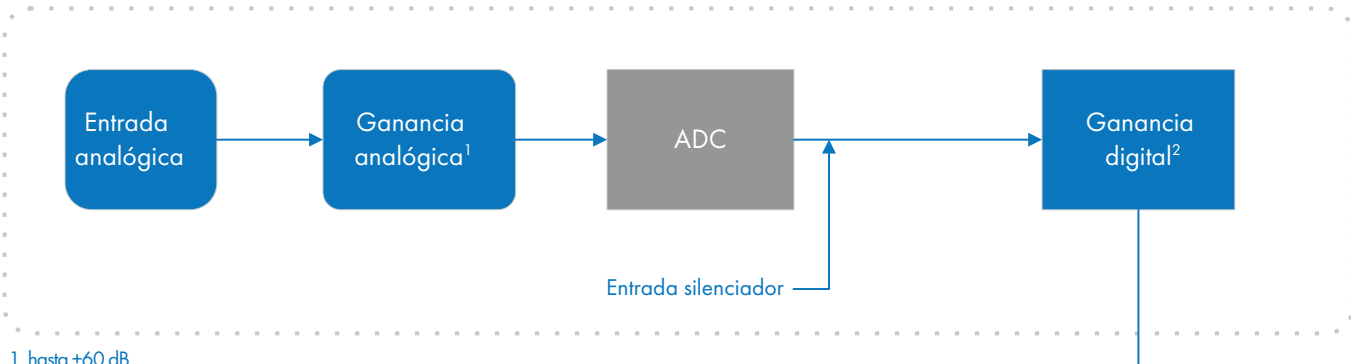 Entrada
analógica
Ganancia
analógica¹
ADC
Ganancia
digital²
Entrada silenciador
1 hasta +60 dB